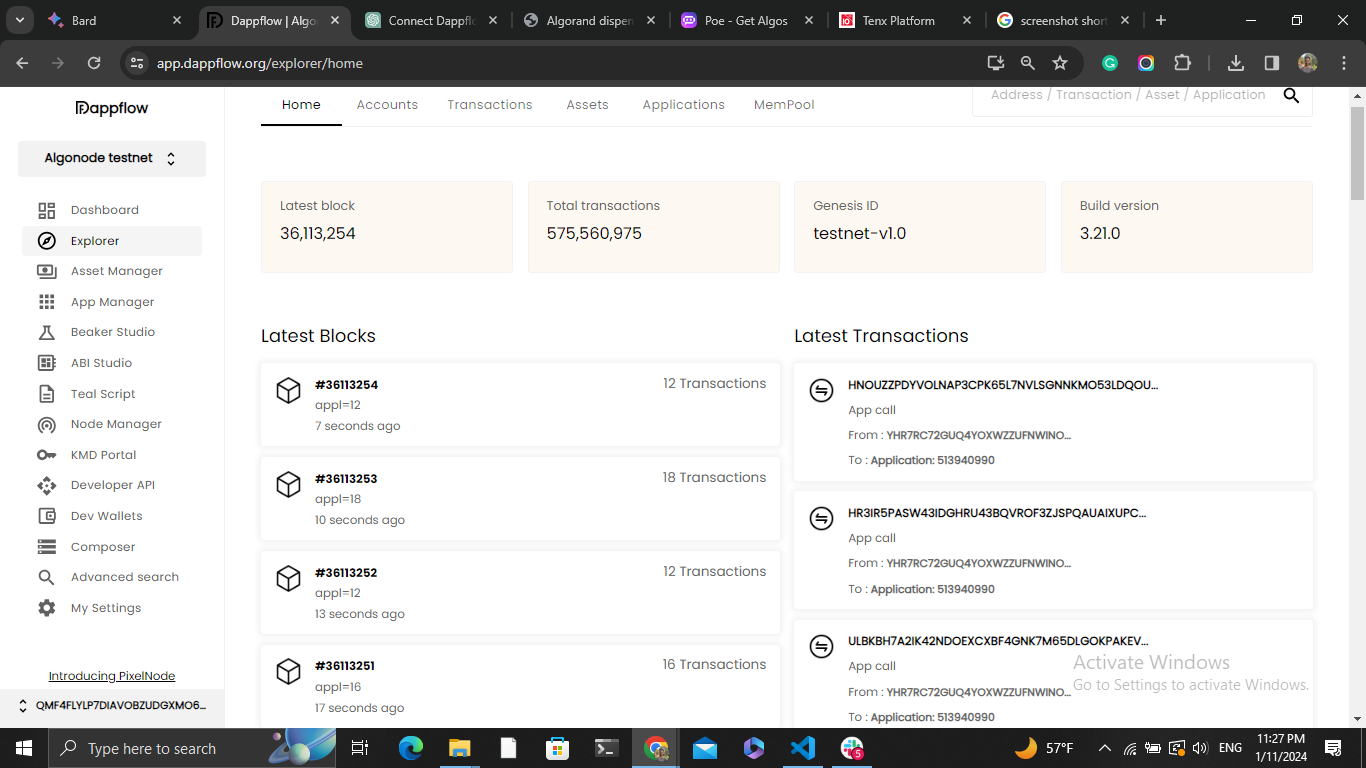 Bard
Dappflow | Algo
Connect Dappflo
Algorand dispen
Poe - Get Algos
Tenx Platform
screenshot short
app.dappflow.org/explorer/home
Dappflow
Home Accounts Transactions Assets Applications MemPool
Address / Transaction / Asset / Application
Algonode testnet
Dashboard
Explorer
Asset Manager
App Manager
Beaker Studio
ABI Studio
Teal Script
Node Manager
KMD Portal
Developer API
Dev Wallets
Composer
Advanced search
My Settings
Introducing PixelNode
QMF4FLYLP7DIAVOBZUDGXMO6...
Latest block
36,113,254
Total transactions
575,560,975
Genesis ID
testnet-v1.0
Build version
3.21.0
Latest Blocks
#36113254 12 Transactions
appl=12
7 seconds ago
#36113253 18 Transactions
appl=18
10 seconds ago
#36113252 12 Transactions
appl=12
13 seconds ago
#36113251 16 Transactions
appl=16
17 seconds ago
Latest Transactions
HNOUZZPDYVOLNAP3CPK65L7NVLSGNNKMO53LDQOU...
App call
From : YHR7RC72GUQ4YOXWZZUFNWINO...
To : Application: 513940990
HR3IR5PASW43IDGHRU43BQVROF3ZJSPQAUAIXUPC...
App call
From : YHR7RC72GUQ4YOXWZZUFNWINO...
To : Application: 513940990
ULBKBH7A2IK42NDOEXCXBF4GNK7M65DLGOKPAKEV...
App call
From : YHR7RC72GUQ4YOXWZZUFNWINO...
To : Application: 513940990
Activate Windows
Go to Settings to activate Windows.
Type here to search
5
57°F
ENG
11:27 PM
1/11/2024